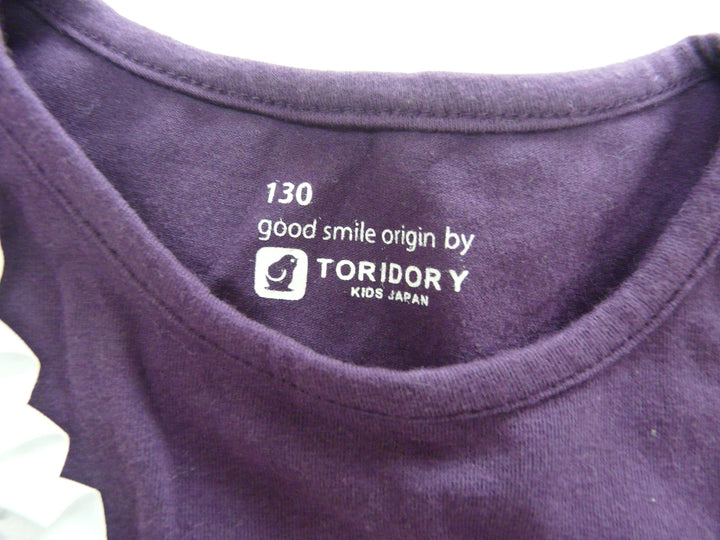 130
good smile origin by
TORIDORY
KIDS JAPAN